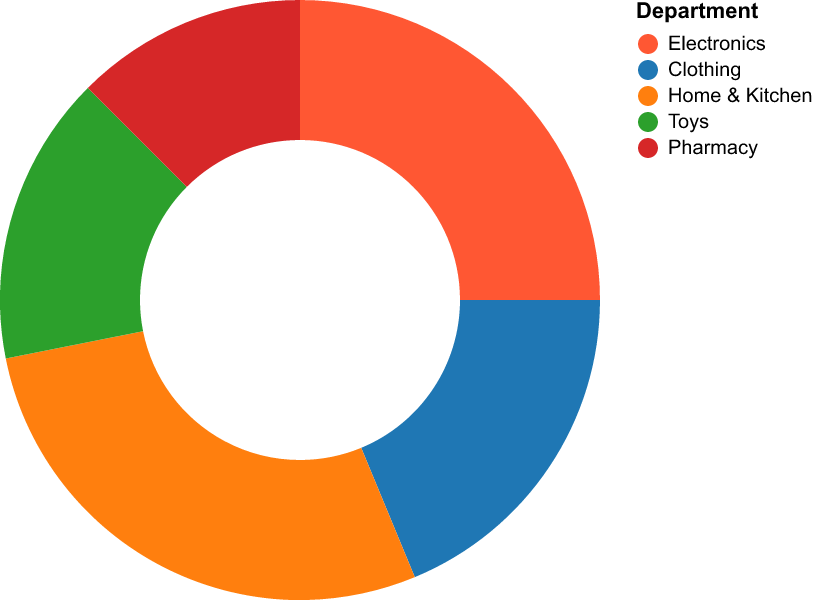 Department
Electronics
Clothing
Home & Kitchen
Toys
Pharmacy